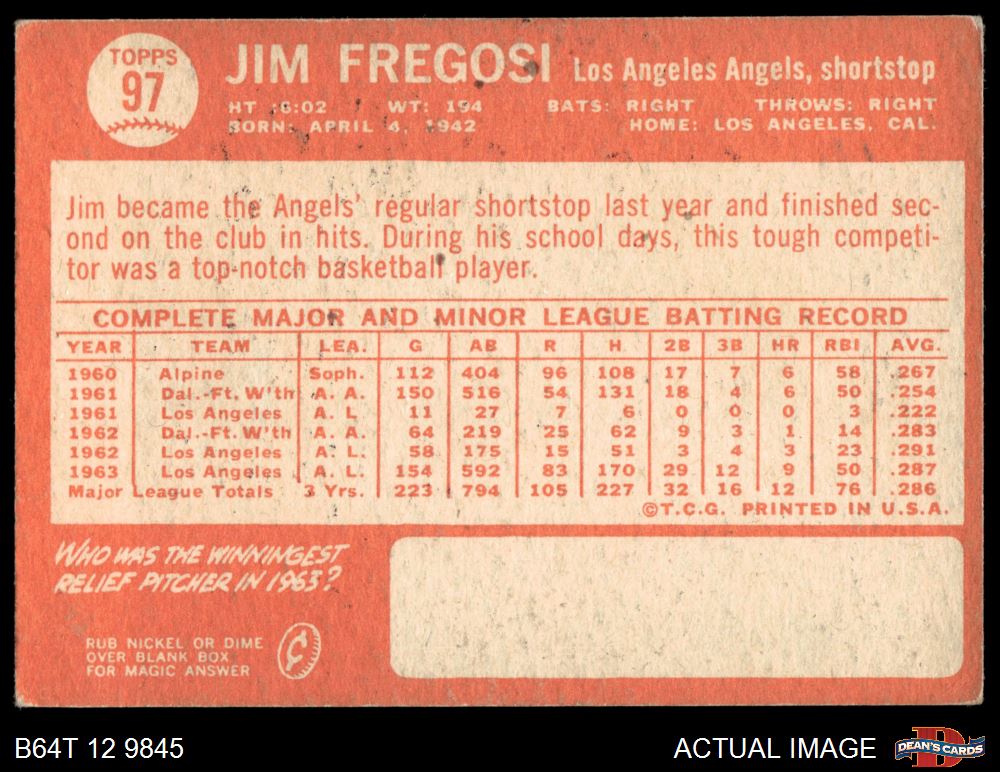 TOPPS
97
JIM FREGOSI Los Angeles Angels, shortstop
HT :6:02 WT: 194 BATS: RIGHT THROWS: RIGHT
BORN: APRIL 4, 1942 HOME: LOS ANGELES, CAL.
Jim became the Angels' regular shortstop last year and finished sec-
ond on the club in hits. During his school days, this tough competi-
tor was a top-notch basketball player.
COMPLETE MAJOR AND MINOR LEAGUE BATTING RECORD
YEAR TEAM LEA. G AB R H 2B 3B HR RBI AVG.
1960 Alpine Soph. 112 404 96 108 17 7 6 58 .267
1961 Dal.-Ft. W'th A. A. 150 516 54 131 18 4 6 50 .254
1961 Los Angeles A. L 11 27 7 6 0 0 0 3 .222
1962 Dal.-Ft. W'th A. A. 64 219 25 62 9 3 1 14 .283
1962 Los Angeles A. L. 58 175 15 51 3 4 3 23 .291
1963 Los Angeles A. L. 154 592 83 170 29 12 9 50 .287
Major League Totals 3 Yrs. 223 794 105 227 32 16 12 76 .286
©T.C.G. PRINTED IN U.S.A.
WHO WAS THE WINNINGEST
RELIEF PITCHER IN 1963?
RUB NICKEL OR DIME
OVER BLANK BOX
FOR MAGIC ANSWER
¢
B64T 12 9845 ACTUAL IMAGE D DEAN'S CARDS